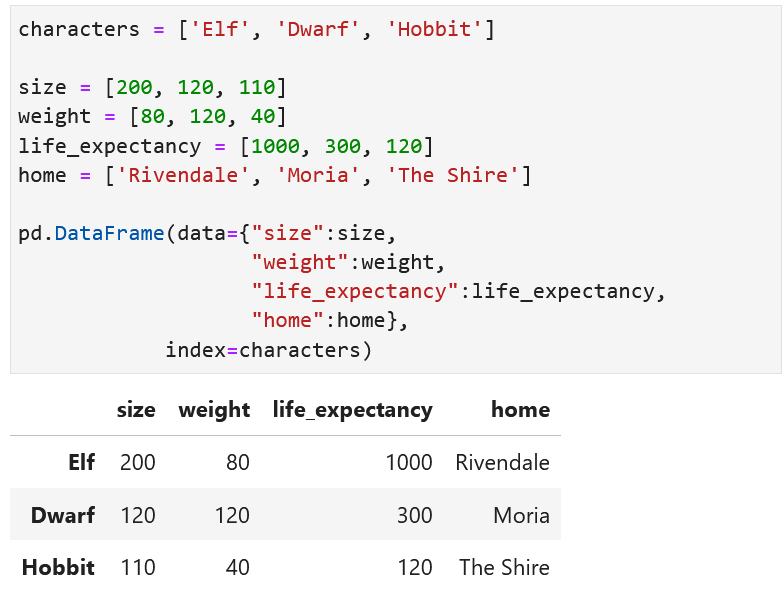 characters = ['Elf', 'Dwarf', 'Hobbit']
size = [200, 120, 110]
weight = [80, 120, 40]
life_expectancy = [1000, 300, 120]
home = ['Rivendale', 'Moria', 'The Shire']
pd.DataFrame(data={"size":size,
"weight":weight,
"life_expectancy":life_expectancy,
"home":home},
index=characters)
size weight life_expectancy home
Elf 200 80 1000 Rivendale
Dwarf 120 120 300 Moria
Hobbit 110 40 120 The Shire